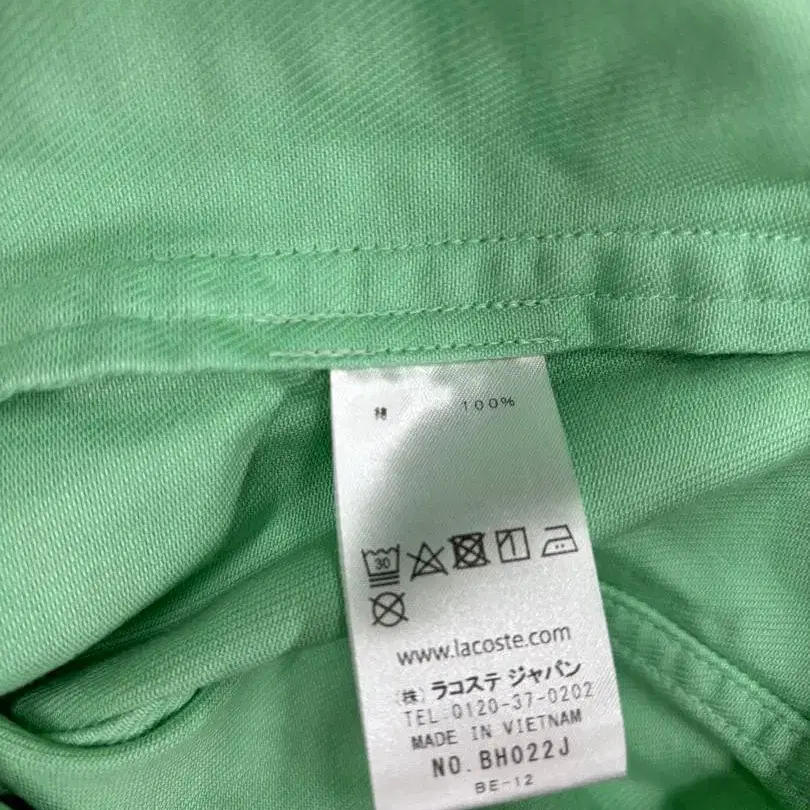 綿 100%
30
www.lacoste.com
(株) ラコステ ジャパン
TEL:0120-37-0202
MADE IN VIETNAM
NO. BH022J
BE-12